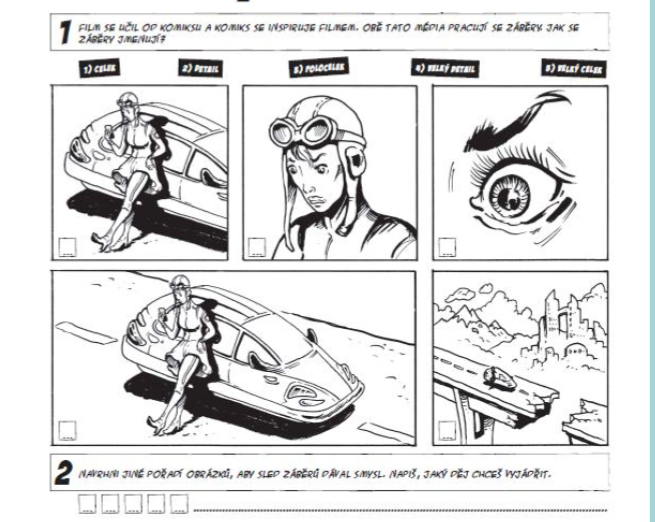 1 FILM SE UČIL OD KOMIKSU A KOMIKS SE INSPIRUJE FILMEM. OBĚ TATO MÉDIA PRACUJÍ SE ZÁBĚRY. JAK SE
ZÁBĚRY JMENUJÍ?
1) CELEK 2) DETAIL 3) POLOCELEK 4) VELKÝ DETAIL 5) VELKÝ CELEK
2 NAVRHNI JINÉ POŘADÍ OBRÁZKŮ, ABY SLED ZÁBĚRŮ DÁVAL SMYSL. NAPIŠ, JAKÝ DĚJ CHCEŠ VYJÁDŘIT.